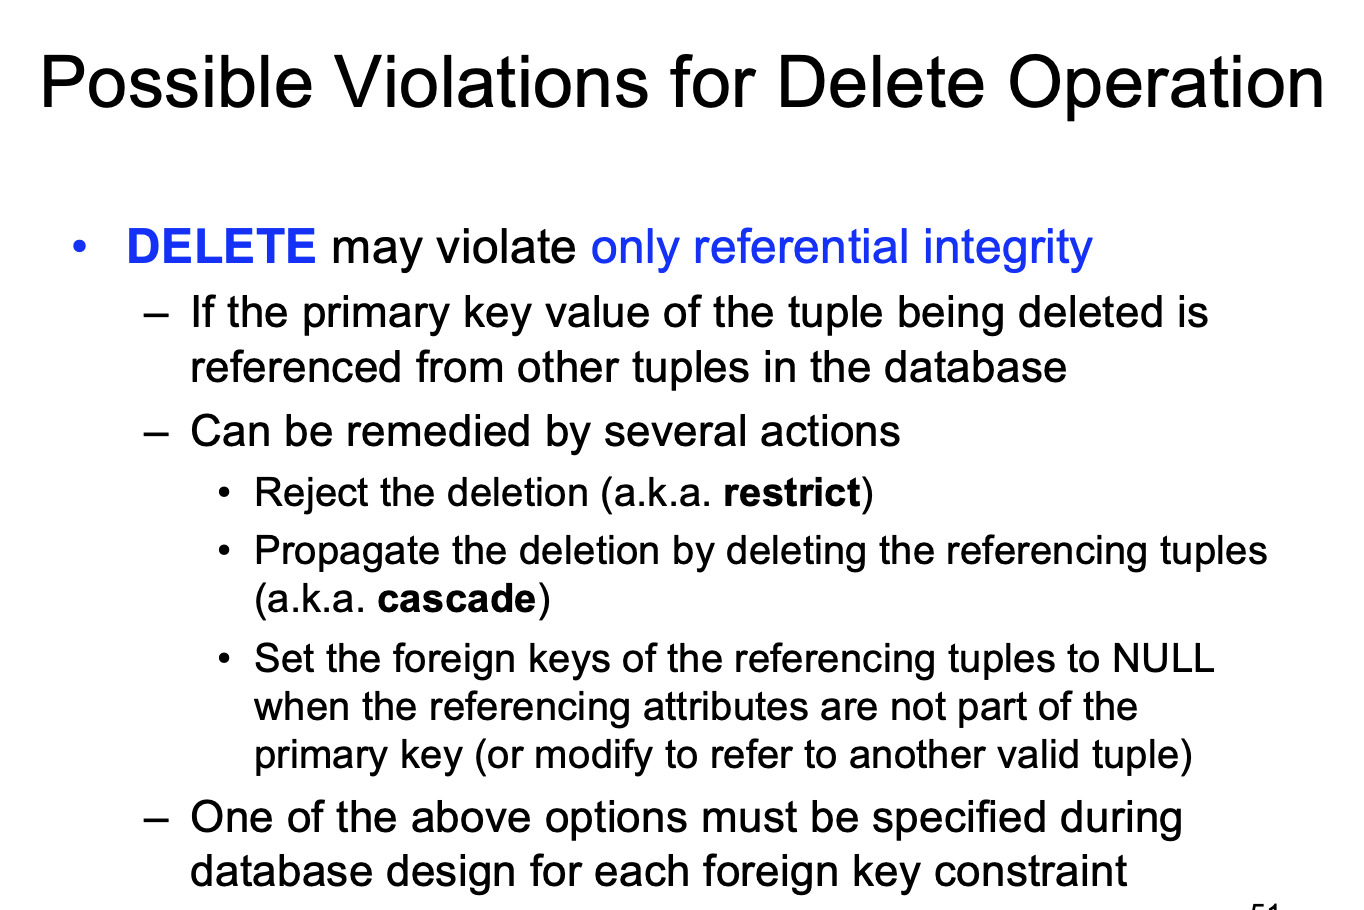 Possible Violations for Delete Operation
• DELETE may violate only referential integrity
– If the primary key value of the tuple being deleted is
referenced from other tuples in the database
– Can be remedied by several actions
• Reject the deletion (a.k.a. restrict)
• Propagate the deletion by deleting the referencing tuples
(a.k.a. cascade)
• Set the foreign keys of the referencing tuples to NULL
when the referencing attributes are not part of the
primary key (or modify to refer to another valid tuple)
– One of the above options must be specified during
database design for each foreign key constraint